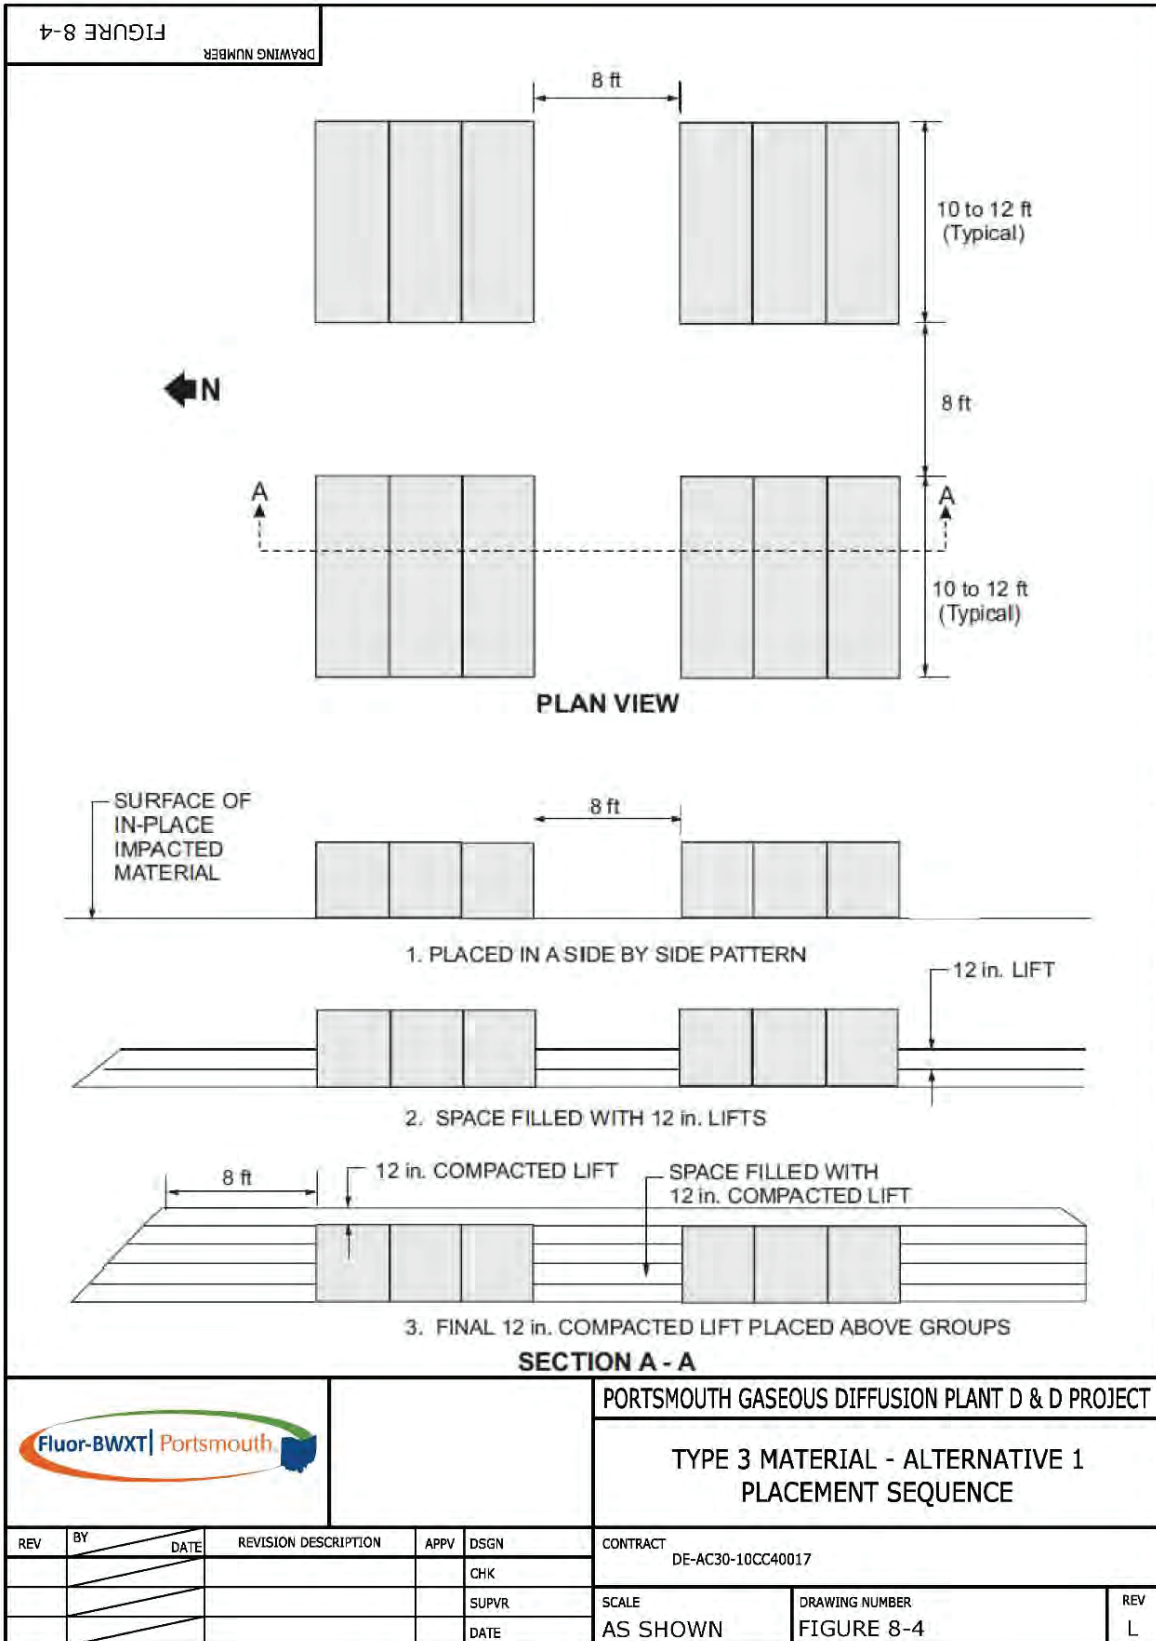 FIGURE 8-4
DRAWING NUMBER
8 ft
10 to 12 ft
(Typical)
N
8 ft
A
A
10 to 12 ft
(Typical)
PLAN VIEW
SURFACE OF
IN-PLACE
IMPACTED
MATERIAL
8 ft
1. PLACED IN A SIDE BY SIDE PATTERN
12 in. LIFT
2. SPACE FILLED WITH 12 in. LIFTS
8 ft
12 in. COMPACTED LIFT
SPACE FILLED WITH
12 in. COMPACTED LIFT
3. FINAL 12 in. COMPACTED LIFT PLACED ABOVE GROUPS
SECTION A - A
Fluor-BWXT| Portsmouth
PORTSMOUTH GASEOUS DIFFUSION PLANT D & D PROJECT
TYPE 3 MATERIAL - ALTERNATIVE 1
PLACEMENT SEQUENCE
REV BY DATE REVISION DESCRIPTION APPV DSGN
CHK
SUPVR
DATE
CONTRACT
DE-AC30-10CC40017
SCALE
AS SHOWN
DRAWING NUMBER
FIGURE 8-4
REV
L